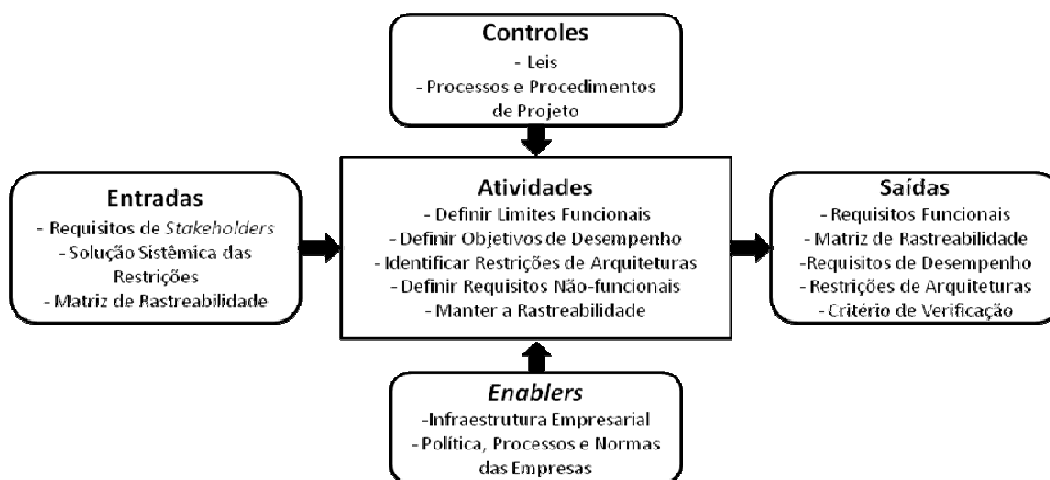 Controles
- Leis
- Processos e Procedimentos
de Projeto
Entradas
- Requisitos de Stakeholders
- Solução Sistêmica das
Restrições
- Matriz de Rastreabilidade
Atividades
- Definir Limites Funcionais
- Definir Objetivos de Desempenho
- Identificar Restrições de Arquiteturas
- Definir Requisitos Não-funcionais
- Manter a Rastreabilidade
Saídas
- Requisitos Funcionais
- Matriz de Rastreabilidade
-Requisitos de Desempenho
- Restrições de Arquiteturas
- Critério de Verificação
Enablers
-Infraestrutura Empresarial
- Política, Processos e Normas
das Empresas